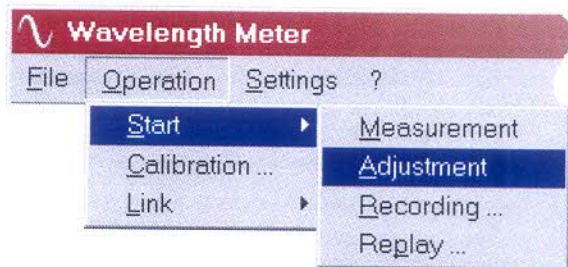 Wavelength Meter
File Operation Settings ?
Start
Calibration ...
Link
Measurement
Adjustment
Recording ...
Replay ...